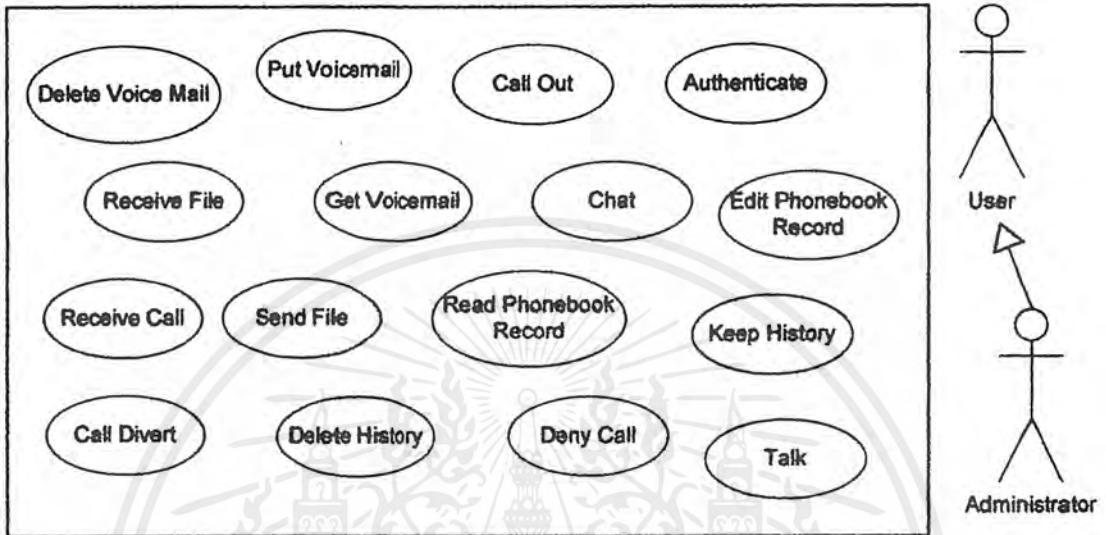 Delete Voice Mail
Put Voicemail
Call Out
Authenticate
Receive File
Get Voicemail
Chat
Edit Phonebook
Record
User
Receive Call
Send File
Read Phonebook
Record
Keep History
Call Divert
Delete History
Deny Call
Talk
Administrator